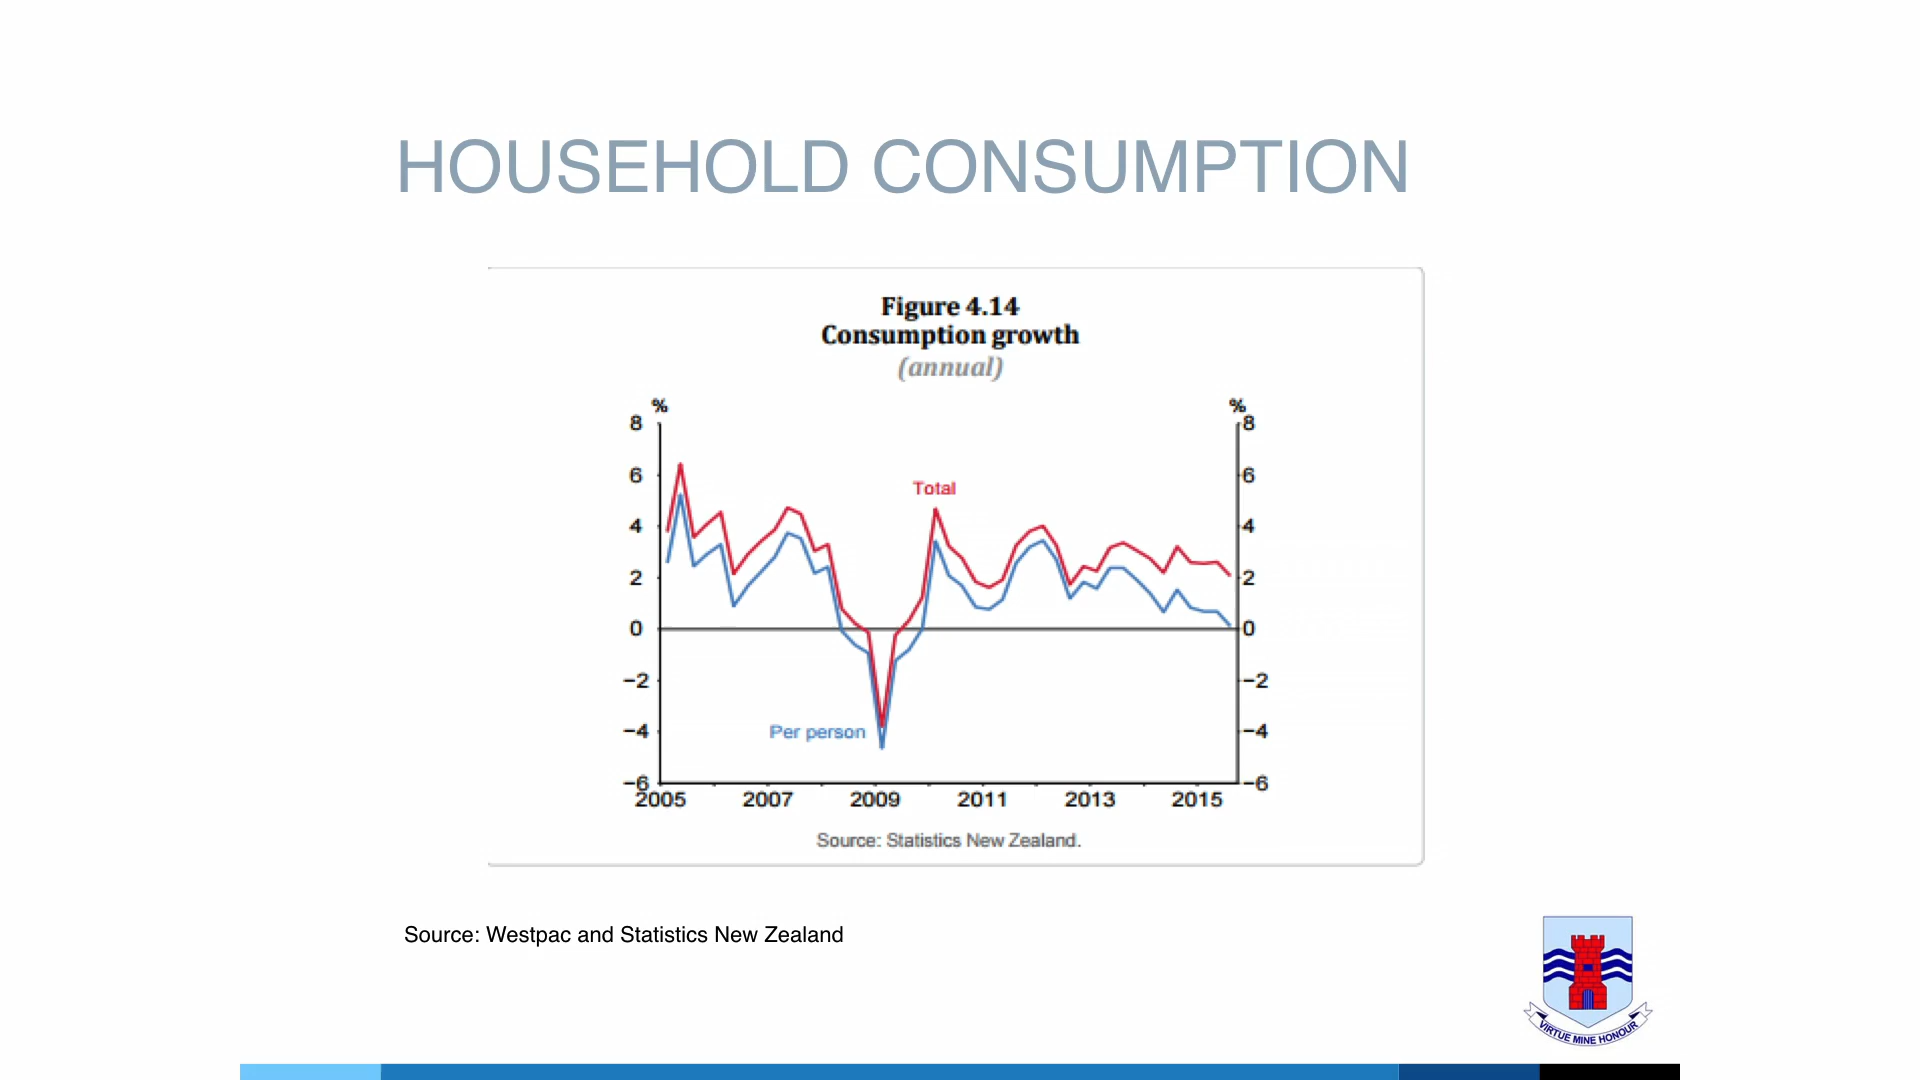 HOUSEHOLD CONSUMPTION
Figure 4.14
Consumption growth
(annual)
% %
8 8
6 6
Total
4 4
2 2
0 0
−2 −2
Per person
−4 −4
−6 −6
2005 2007 2009 2011 2013 2015
Source: Statistics New Zealand.
Source: Westpac and Statistics New Zealand
VIRTUE MINE HONOUR